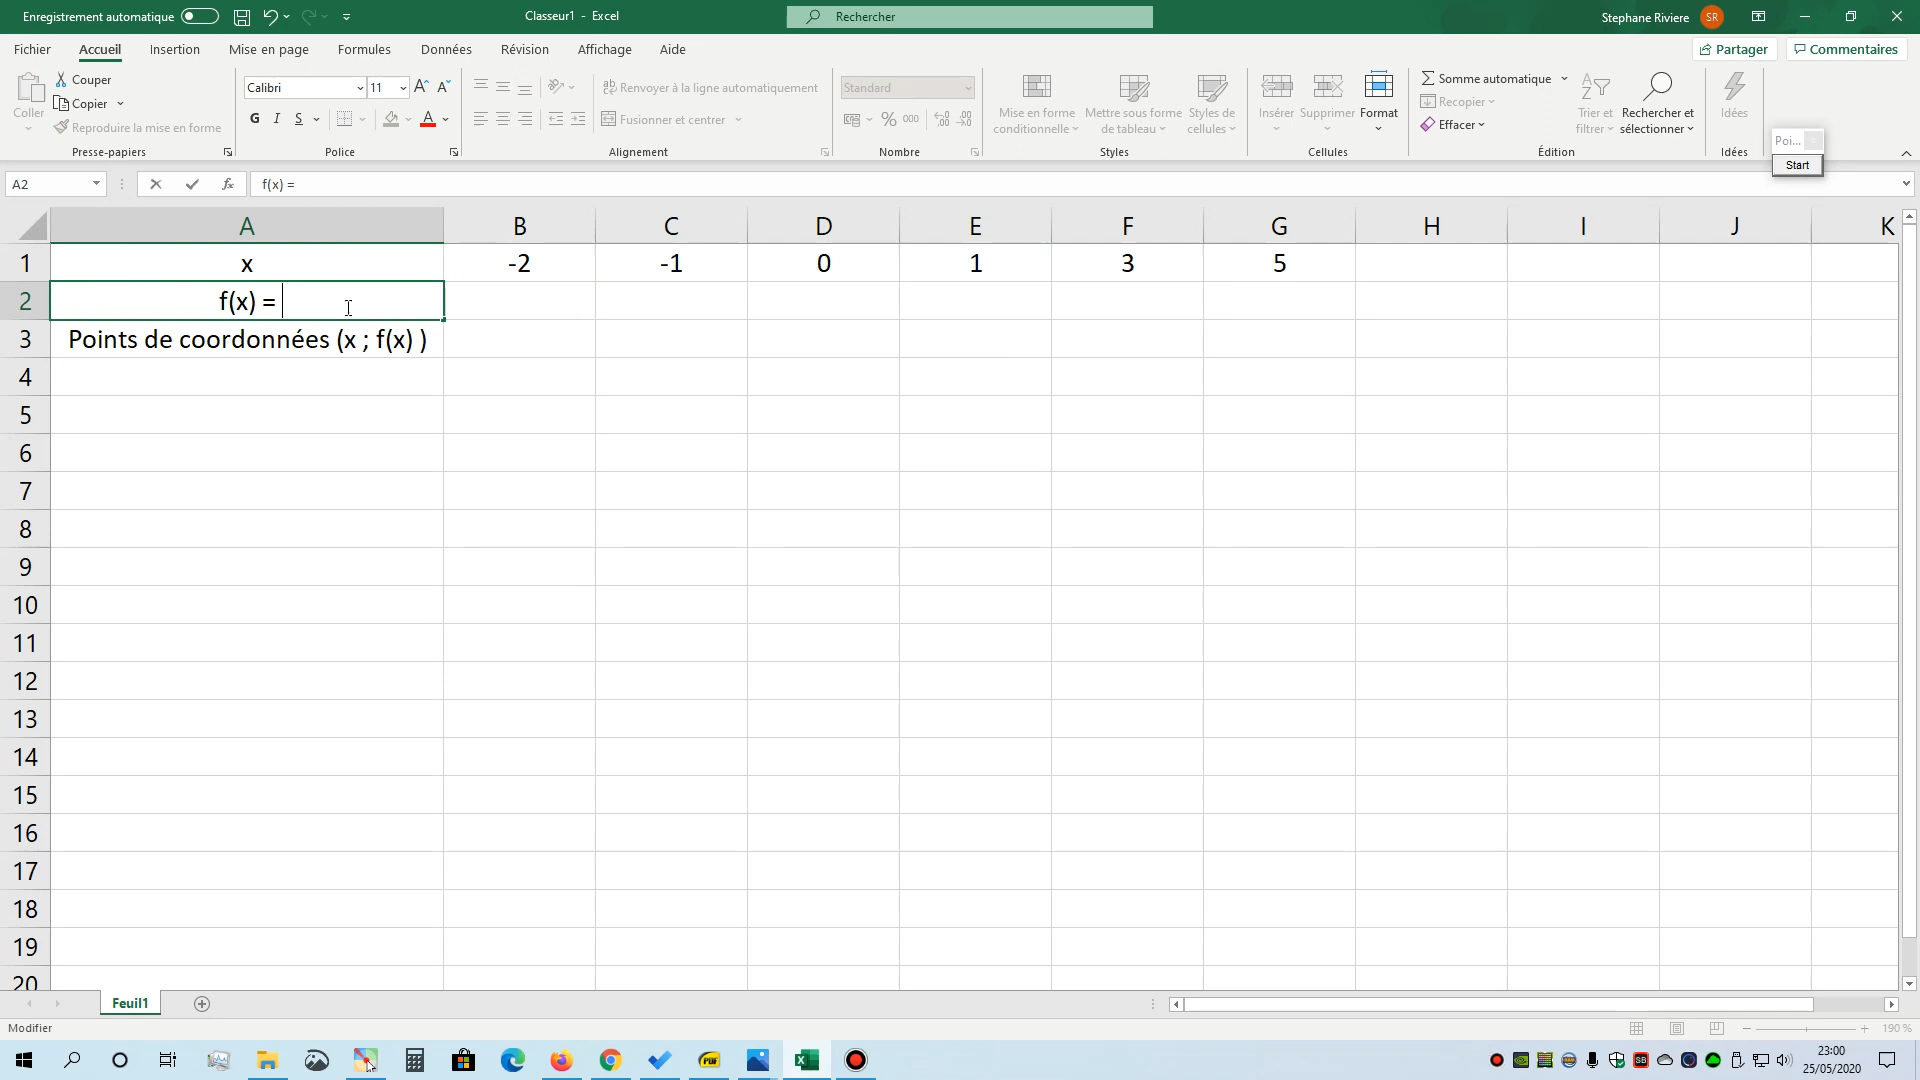 Enregistrement automatique
Classeur1 - Excel
Rechercher
Stephane Riviere SR
Fichier Accueil Insertion Mise en page Formules Données Révision Affichage Aide
Partager Commentaires
Coller
Couper
Copier
Reproduire la mise en forme
Presse-papiers
Calibri 11 A A
G I S A
Police
ab Renvoyer à la ligne automatiquement
Fusionner et centrer
Alignement
Standard
% 000
Nombre
Mise en forme conditionnelle
Mettre sous forme de tableau
Styles de cellules
Styles
Insérer Supprimer Format
Cellules
Somme automatique
Recopier
Effacer
Trier et filtrer
Rechercher et sélectionner
Édition
Idées
Idées
Poi...
Start
A2 fx f(x) =
A B C D E F G H I J K
1 x -2 -1 0 1 3 5
2 f(x) =
3 Points de coordonnées (x ; f(x) )
4
5
6
7
8
9
10
11
12
13
14
15
16
17
18
19
20
Feuil1
Modifier
190 %
PDF
SB
23:00
25/05/2020